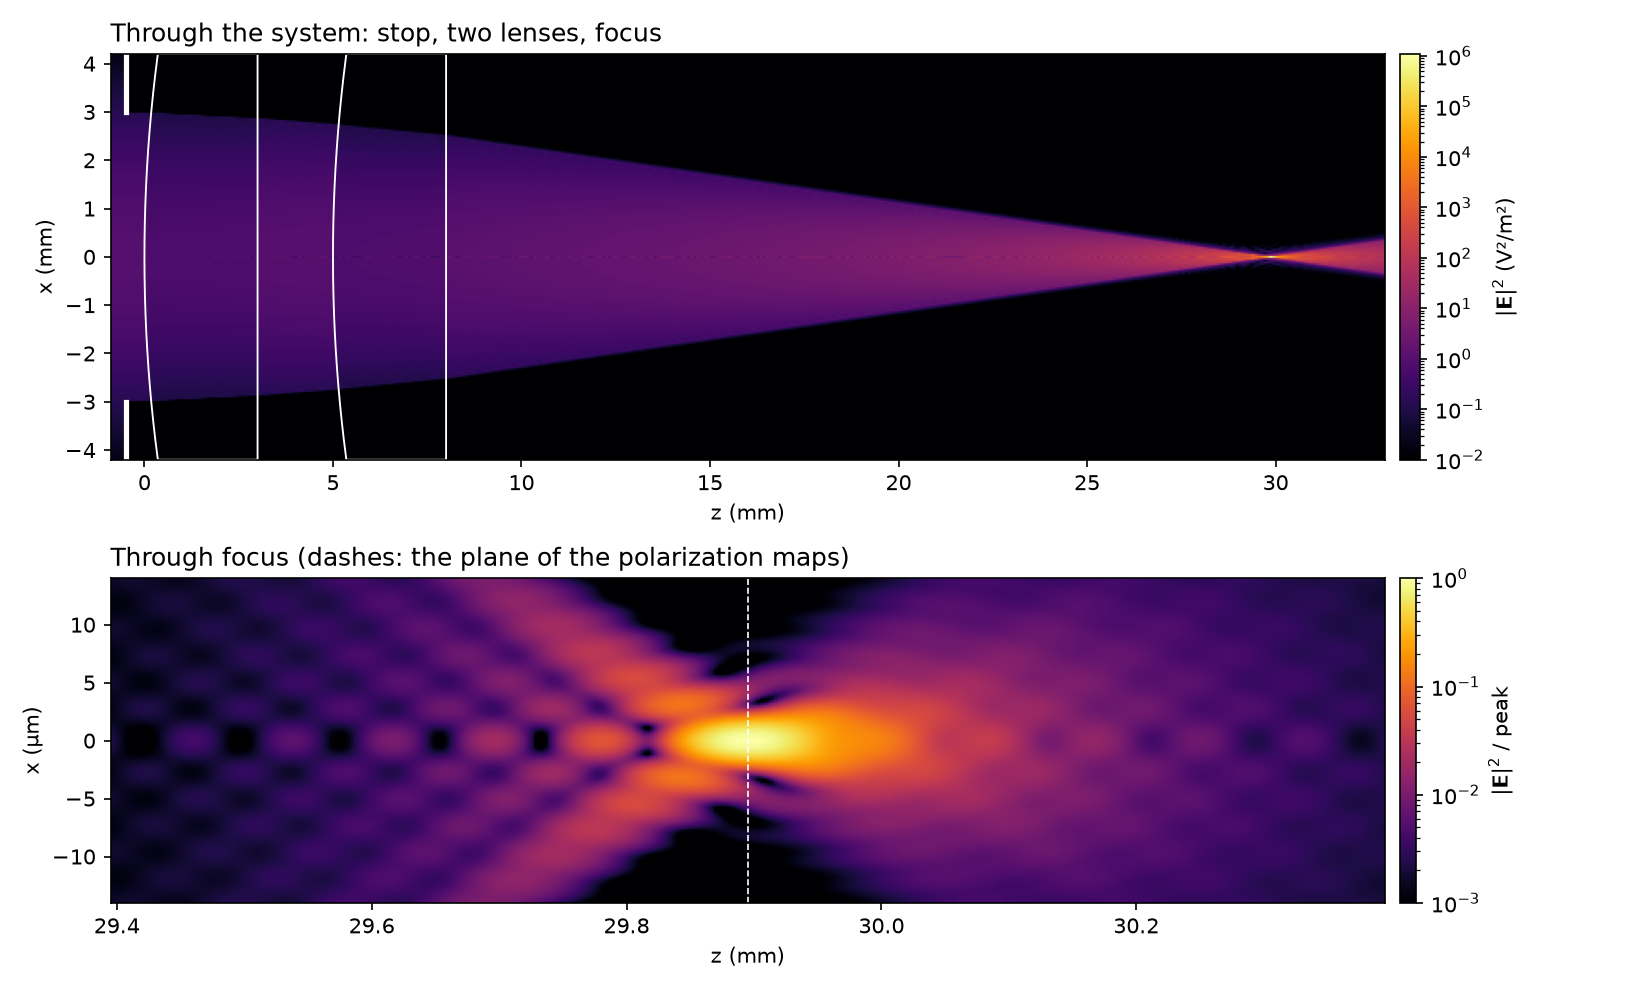 Through the system: stop, two lenses, focus
4
3
2
1
0
−1
−2
−3
−4
x (mm)
0 5 10 15 20 25 30
z (mm)
10⁶
10⁵
10⁴
10³
10²
10¹
10⁰
10⁻¹
10⁻²
|E|² (V²/m²)
Through focus (dashes: the plane of the polarization maps)
10
5
0
−5
−10
x (µm)
29.4 29.6 29.8 30.0 30.2
z (mm)
10⁰
10⁻¹
10⁻²
10⁻³
|E|² / peak